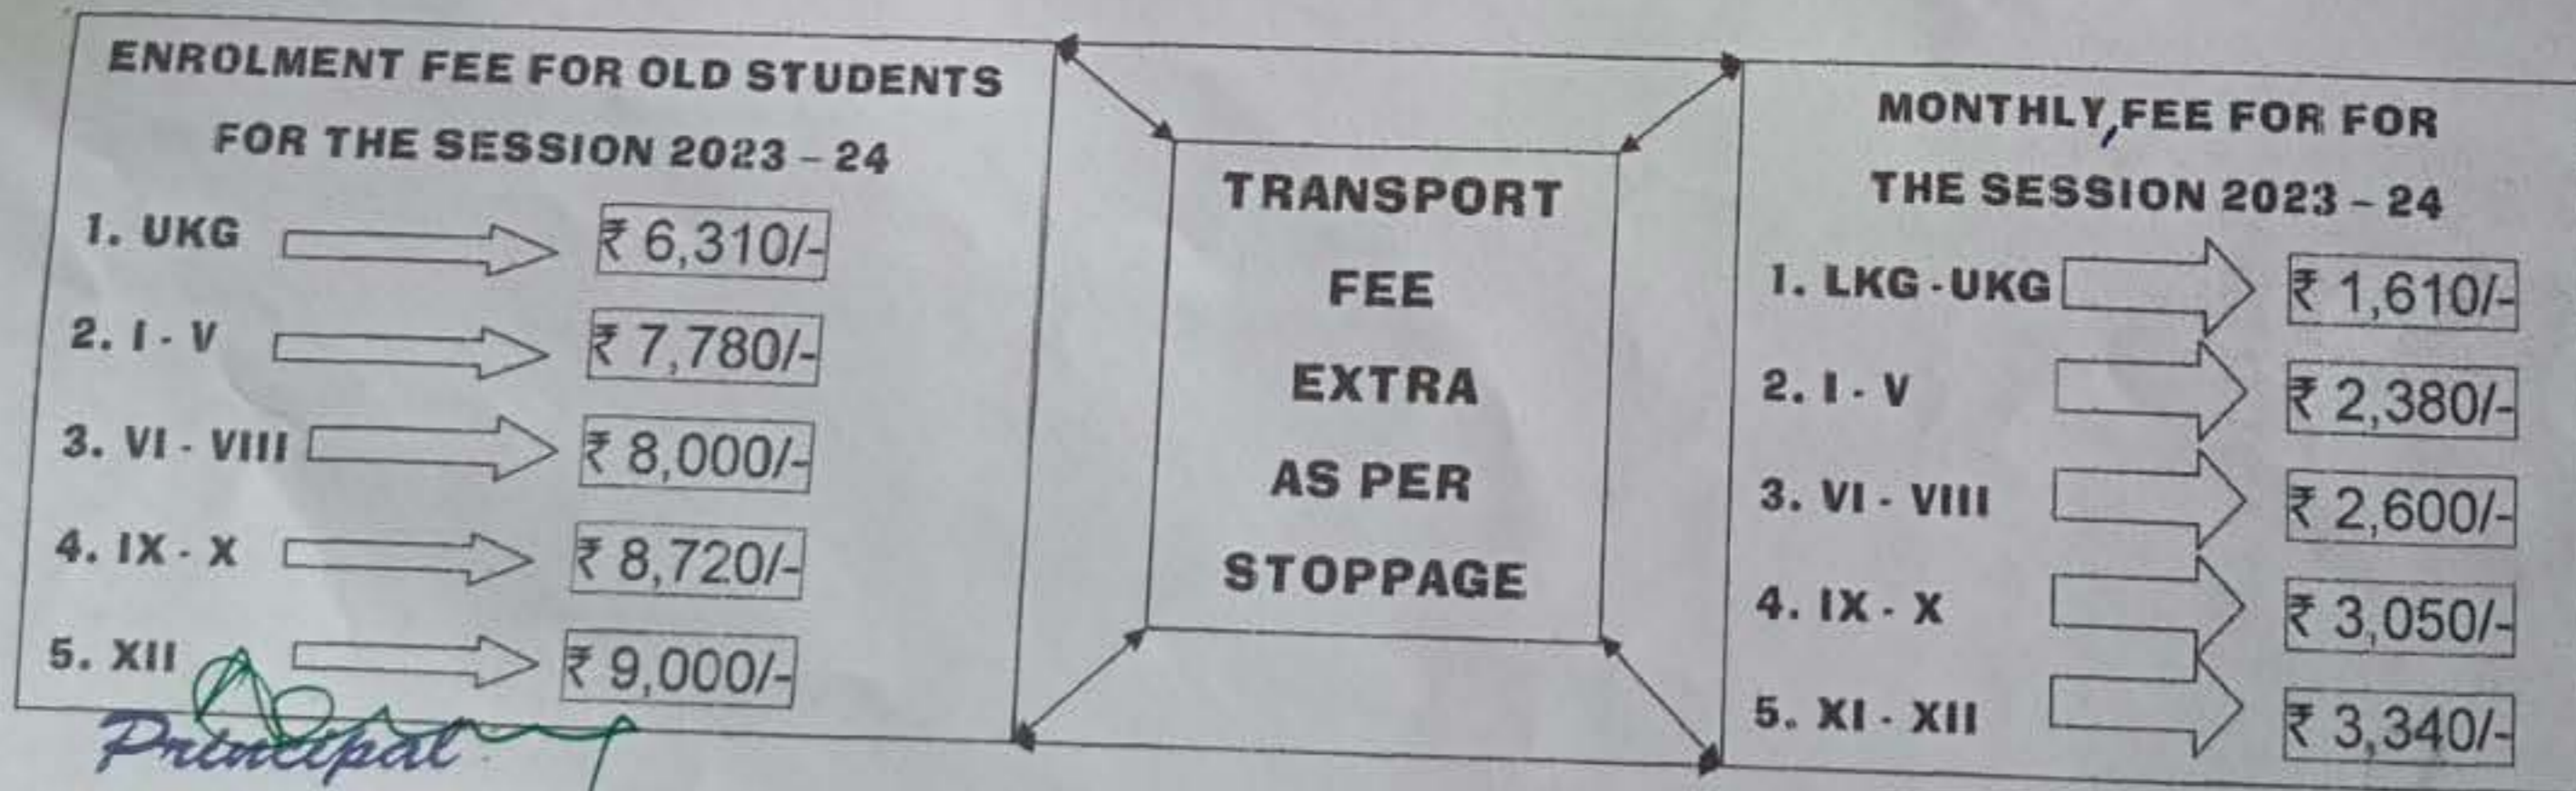 ENROLMENT FEE FOR OLD STUDENTS
FOR THE SESSION 2023 – 24
1. UKG ₹ 6,310/-
2. I - V ₹ 7,780/-
3. VI - VIII ₹ 8,000/-
4. IX - X ₹ 8,720/-
5. XII ₹ 9,000/-
Principal
TRANSPORT
FEE
EXTRA
AS PER
STOPPAGE
MONTHLY, FEE FOR FOR
THE SESSION 2023 – 24
1. LKG - UKG ₹ 1,610/-
2. I - V ₹ 2,380/-
3. VI - VIII ₹ 2,600/-
4. IX - X ₹ 3,050/-
5. XI - XII ₹ 3,340/-